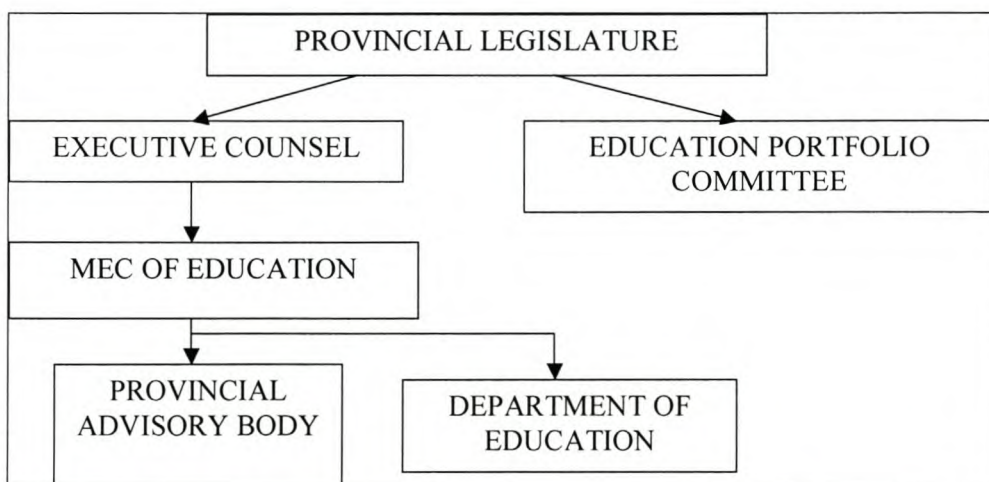 PROVINCIAL LEGISLATURE
EXECUTIVE COUNSEL
EDUCATION PORTFOLIO
COMMITTEE
MEC OF EDUCATION
PROVINCIAL
ADVISORY BODY
DEPARTMENT OF
EDUCATION